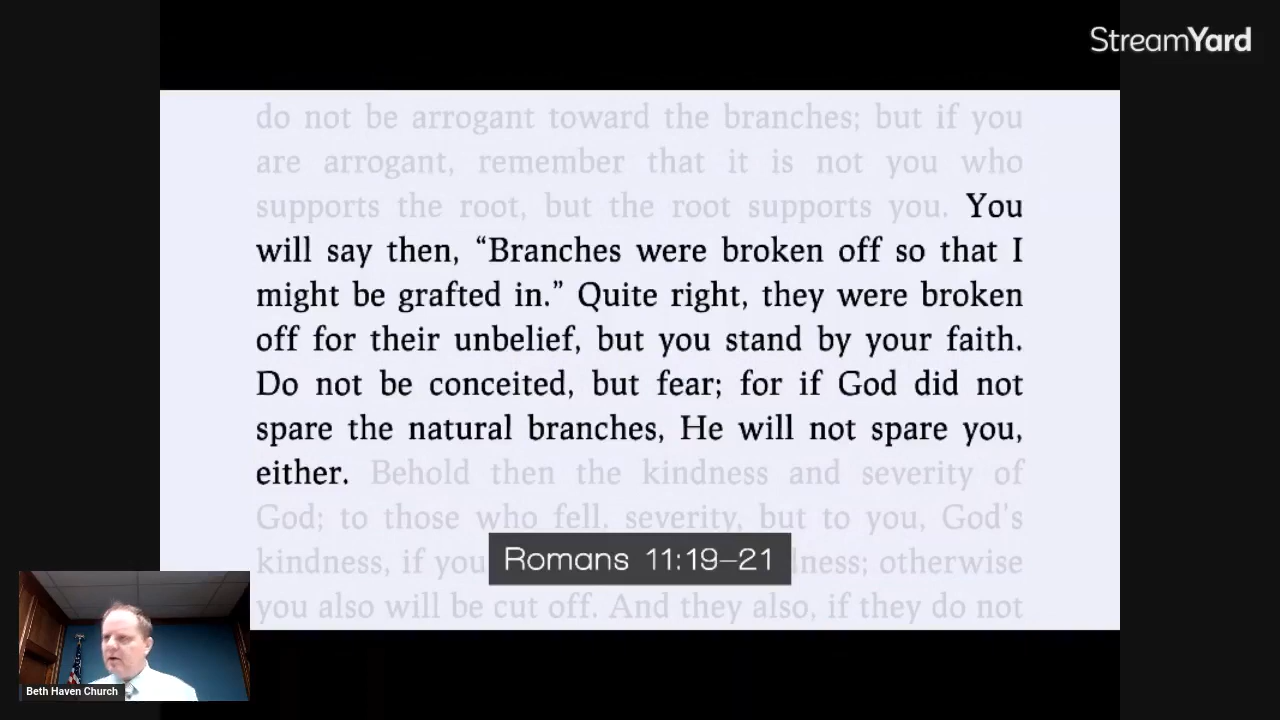 StreamYard
do not be arrogant toward the branches; but if you
are arrogant, remember that it is not you who
supports the root, but the root supports you. You
will say then, “Branches were broken off so that I
might be grafted in.” Quite right, they were broken
off for their unbelief, but you stand by your faith.
Do not be conceited, but fear; for if God did not
spare the natural branches, He will not spare you,
either. Behold then the kindness and severity of
God; to those who fell, severity, but to you, God's
kindness, if you ness; otherwise
Romans 11:19–21
you also will be cut off. And they also, if they do not
Beth Haven Church